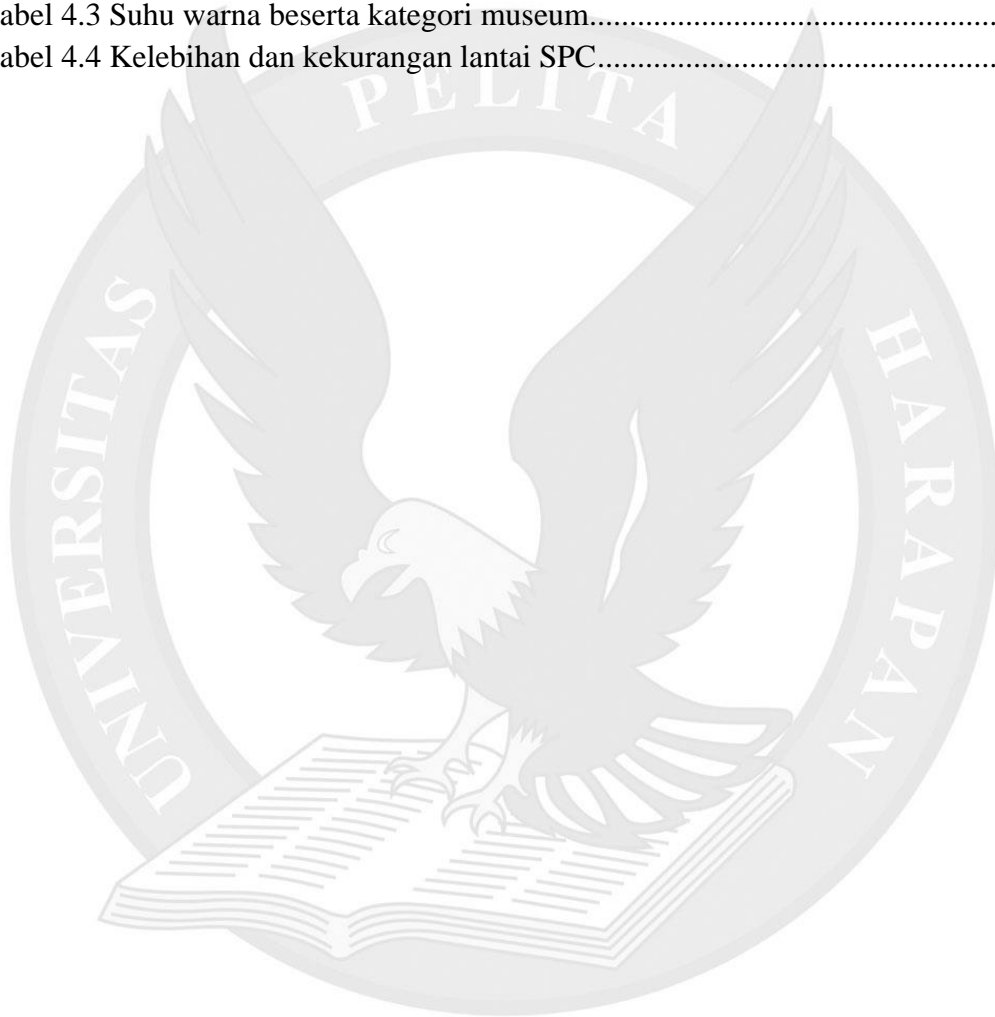 abel 4.3 Suhu warna beserta kategori museum................................................
abel 4.4 Kelebihan dan kekurangan lantai SPC................................................
UNIVERSITAS PELITA HARAPAN